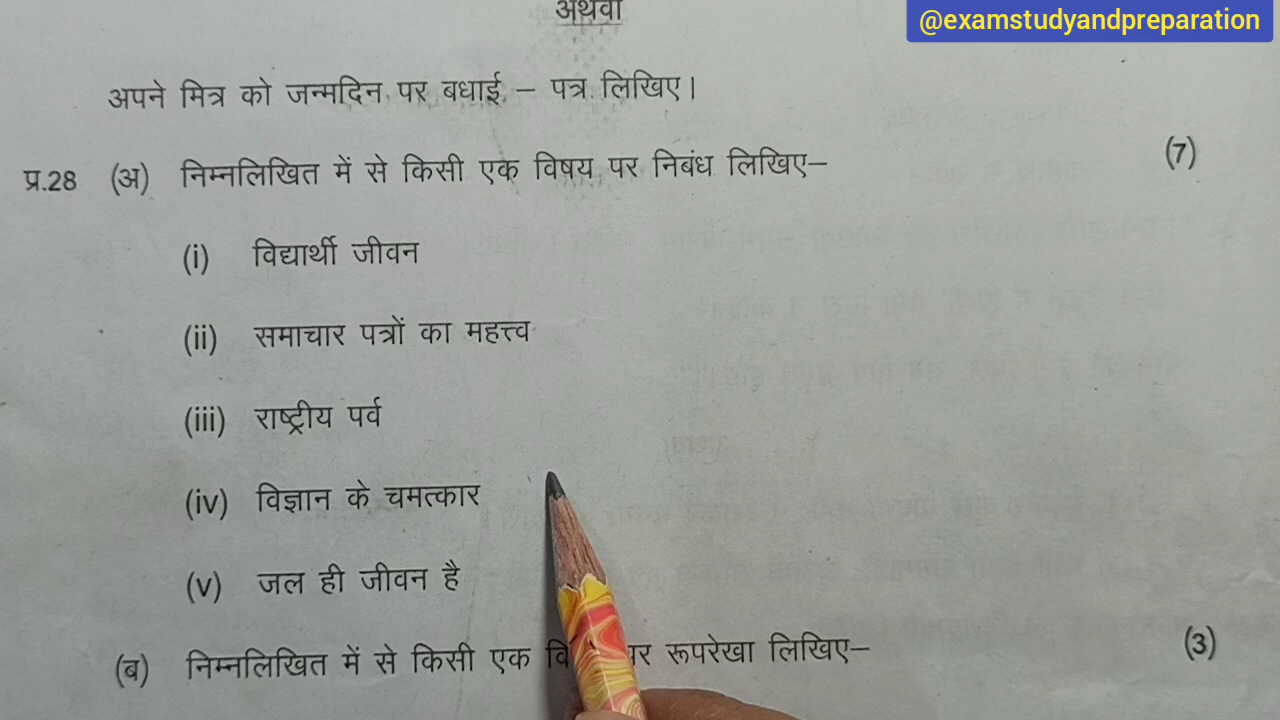 अथवा
@examstudyandpreparation
अपने मित्र को जन्मदिन पर बधाई – पत्र लिखिए।
प्र.28 (अ) निम्नलिखित में से किसी एक विषय पर निबंध लिखिए– (7)
(i) विद्यार्थी जीवन
(ii) समाचार पत्रों का महत्त्व
(iii) राष्ट्रीय पर्व
(iv) विज्ञान के चमत्कार
(v) जल ही जीवन है
(ब) निम्नलिखित में से किसी एक पर रूपरेखा लिखिए– (3)